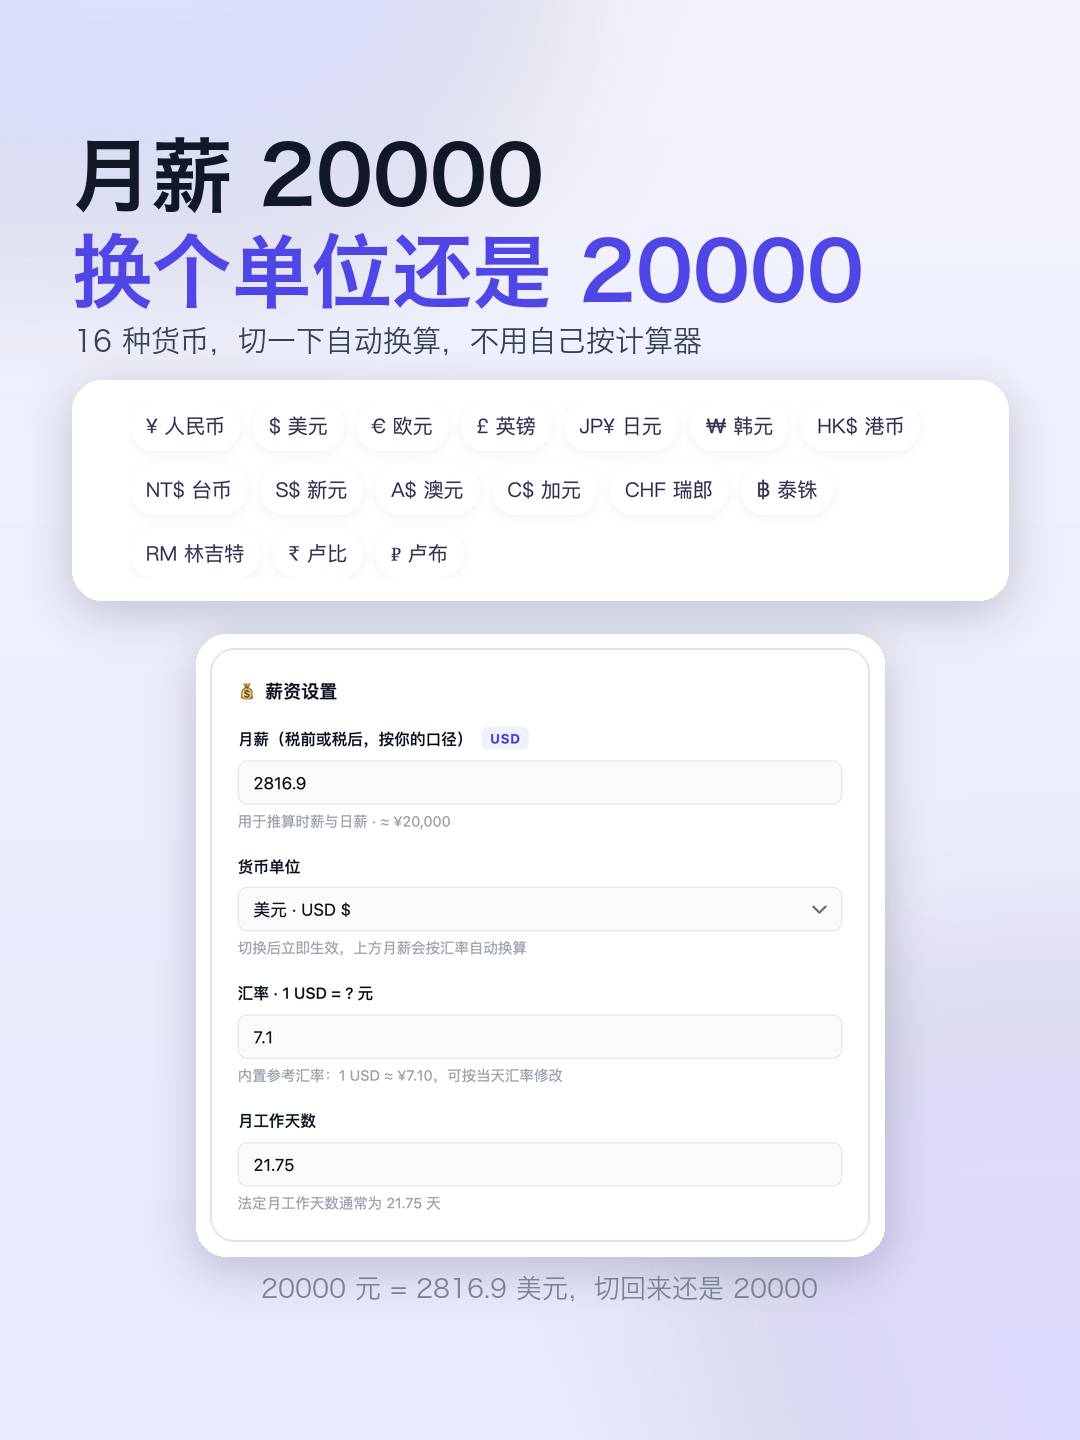 月薪 20000
换个单位还是 20000
16 种货币，切一下自动换算，不用自己按计算器
¥ 人民币 $ 美元 € 欧元 £ 英镑 JP¥ 日元 ₩ 韩元 HK$ 港币
NT$ 台币 S$ 新元 A$ 澳元 C$ 加元 CHF 瑞郎 ฿ 泰铢
RM 林吉特 ₹ 卢比 ₽ 卢布
薪资设置
月薪（税前或税后，按你的口径） USD
2816.9
用于推算时薪与日薪 · ≈ ¥20,000
货币单位
美元 · USD $
切换后立即生效，上方月薪会按汇率自动换算
汇率 · 1 USD = ? 元
7.1
内置参考汇率：1 USD ≈ ¥7.10，可按当天汇率修改
月工作天数
21.75
法定月工作天数通常为 21.75 天
20000 元 = 2816.9 美元，切回来还是 20000